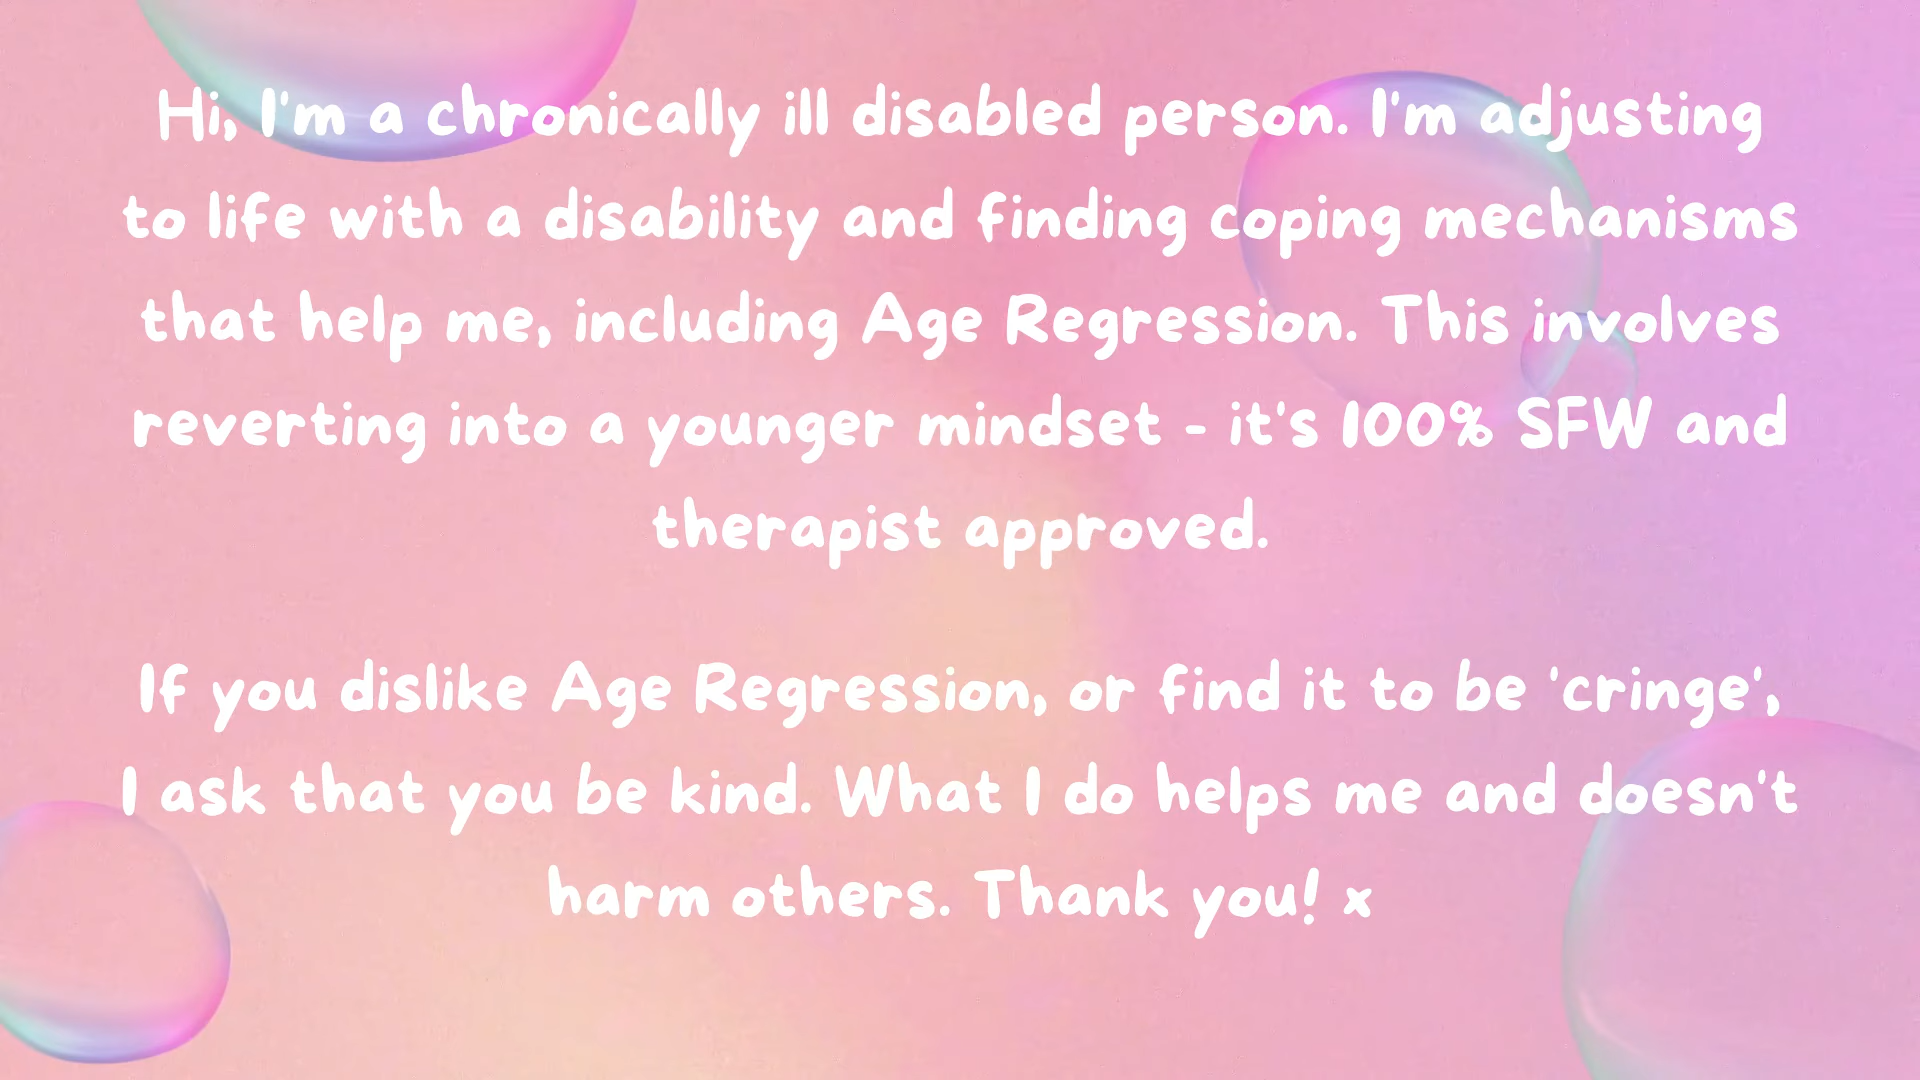 Hi, I'm a chronically ill disabled person. I'm adjusting
to life with a disability and finding coping mechanisms
that help me, including Age Regression. This involves
reverting into a younger mindset - it's 100% SFW and
therapist approved.
If you dislike Age Regression, or find it to be 'cringe',
I ask that you be kind. What I do helps me and doesn't
harm others. Thank you! x